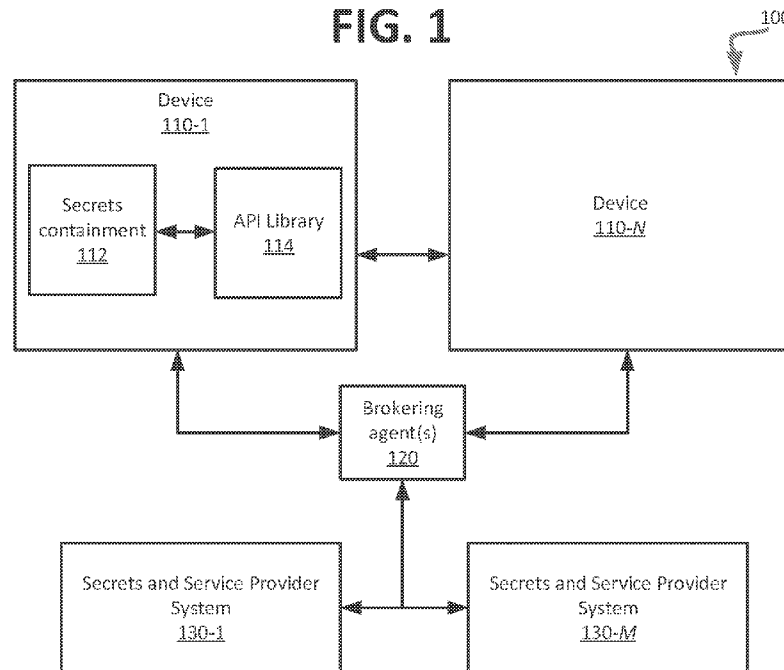 FIG. 1
100
Device
110-1
Secrets
containment
112
API Library
114
Device
110-N
Brokering
agent(s)
120
Secrets and Service Provider
System
130-1
Secrets and Service Provider
System
130-M